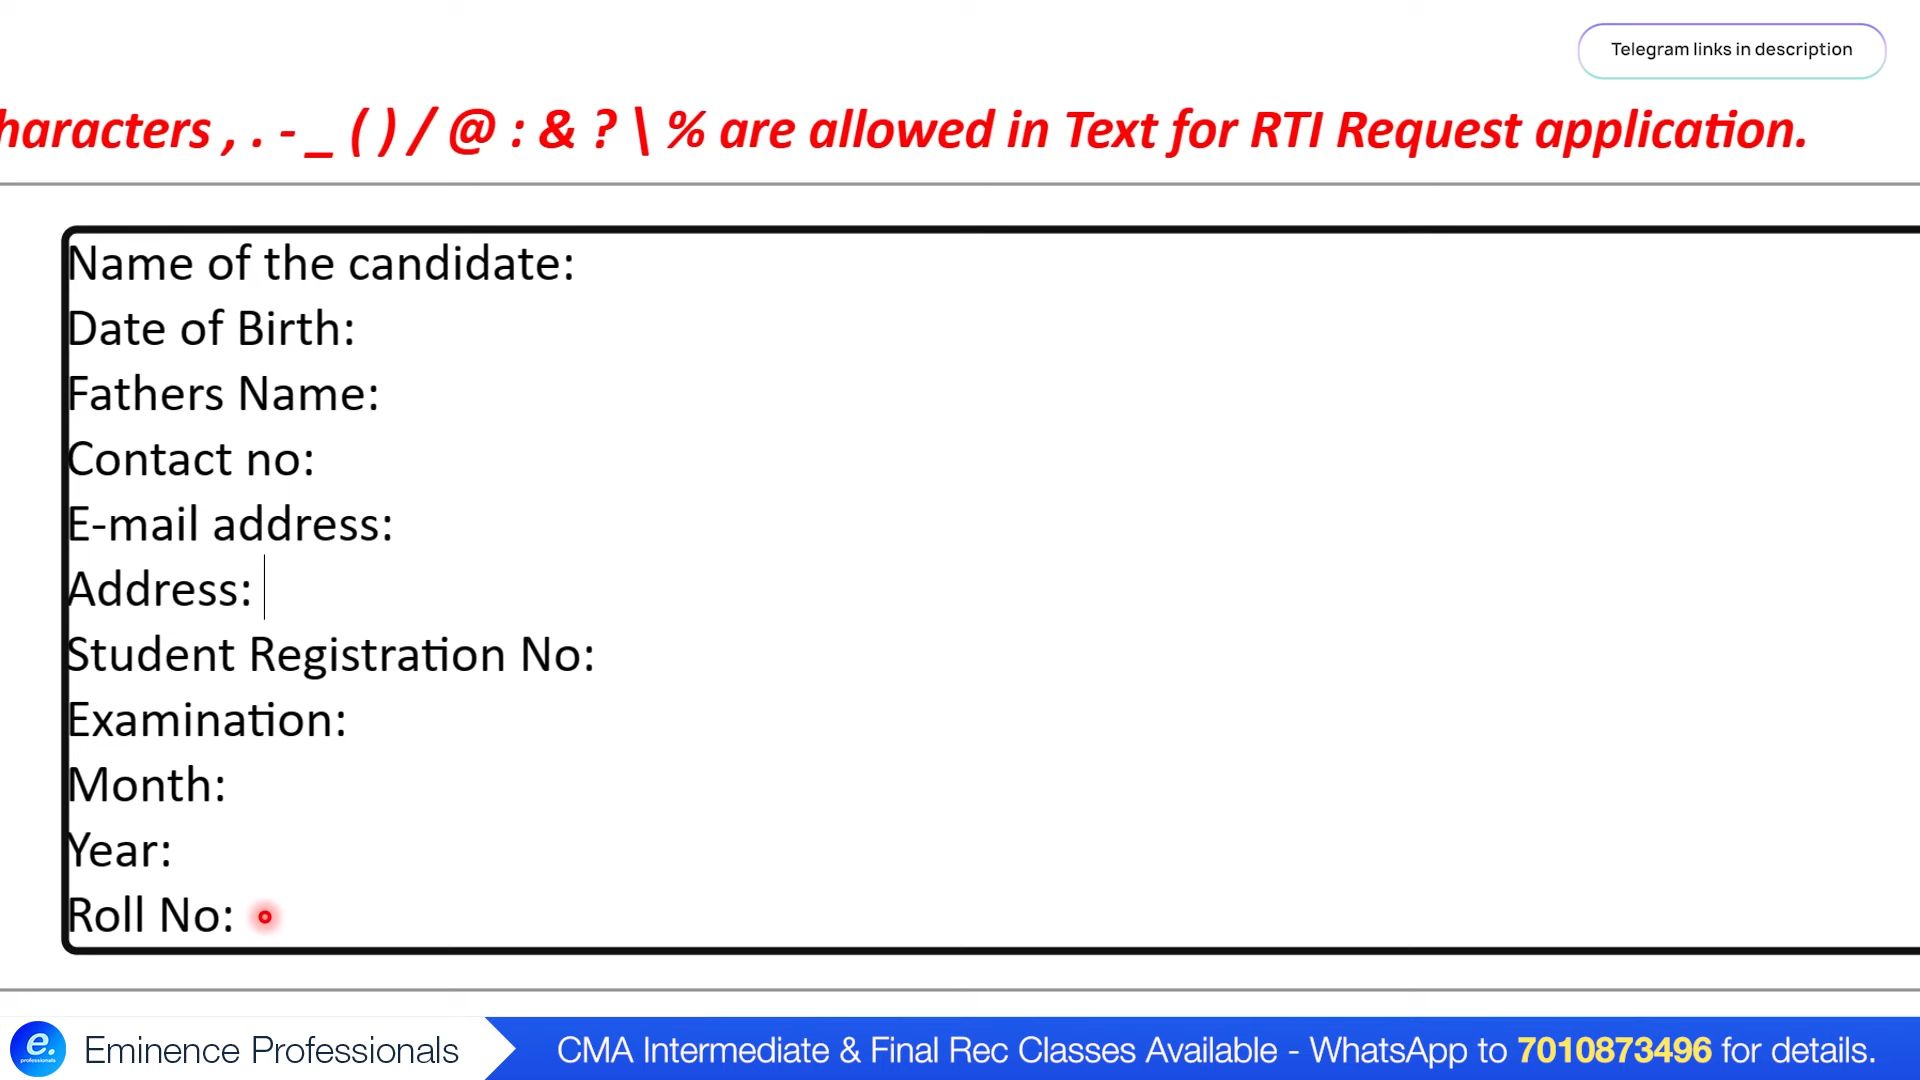 Telegram links in description
haracters , . - _ ( ) / @ : & ? \ % are allowed in Text for RTI Request application.
Name of the candidate:
Date of Birth:
Fathers Name:
Contact no:
E-mail address:
Address:
Student Registration No:
Examination:
Month:
Year:
Roll No:
e.
professionals
Eminence Professionals
CMA Intermediate & Final Rec Classes Available - WhatsApp to 7010873496 for details.